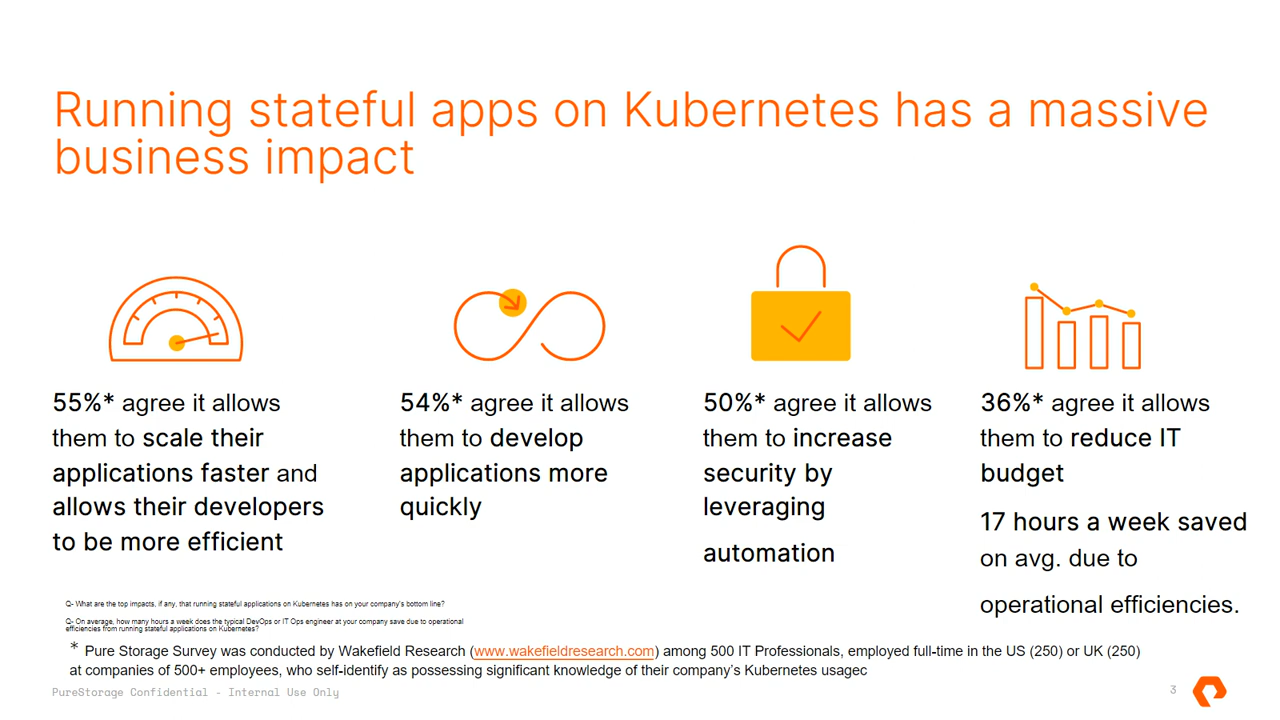 Running stateful apps on Kubernetes has a massive
business impact
55%* agree it allows
them to scale their
applications faster and
allows their developers
to be more efficient
54%* agree it allows
them to develop
applications more
quickly
50%* agree it allows
them to increase
security by
leveraging
automation
36%* agree it allows
them to reduce IT
budget
17 hours a week saved
on avg. due to
operational efficiencies.
Q- What are the top impacts, if any, that running stateful applications on Kubernetes has on your company's bottom line?
Q- On average, how many hours a week does the typical DevOps or IT Ops engineer at your company save due to operational
efficiencies from running stateful applications on Kubernetes?
* Pure Storage Survey was conducted by Wakefield Research (www.wakefieldresearch.com) among 500 IT Professionals, employed full-time in the US (250) or UK (250)
at companies of 500+ employees, who self-identify as possessing significant knowledge of their company's Kubernetes usagec
PureStorage Confidential - Internal Use Only
3